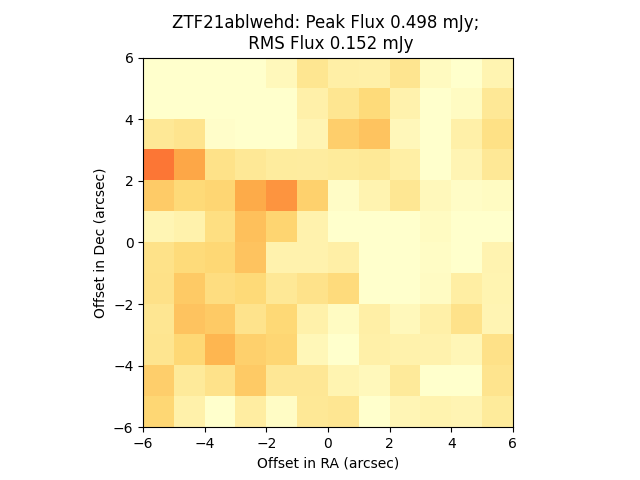 ZTF21ablwehd: Peak Flux 0.498 mJy;
RMS Flux 0.152 mJy
6
4
2
0
−2
−4
−6
Offset in Dec (arcsec)
−6 −4 −2 0 2 4 6
Offset in RA (arcsec)